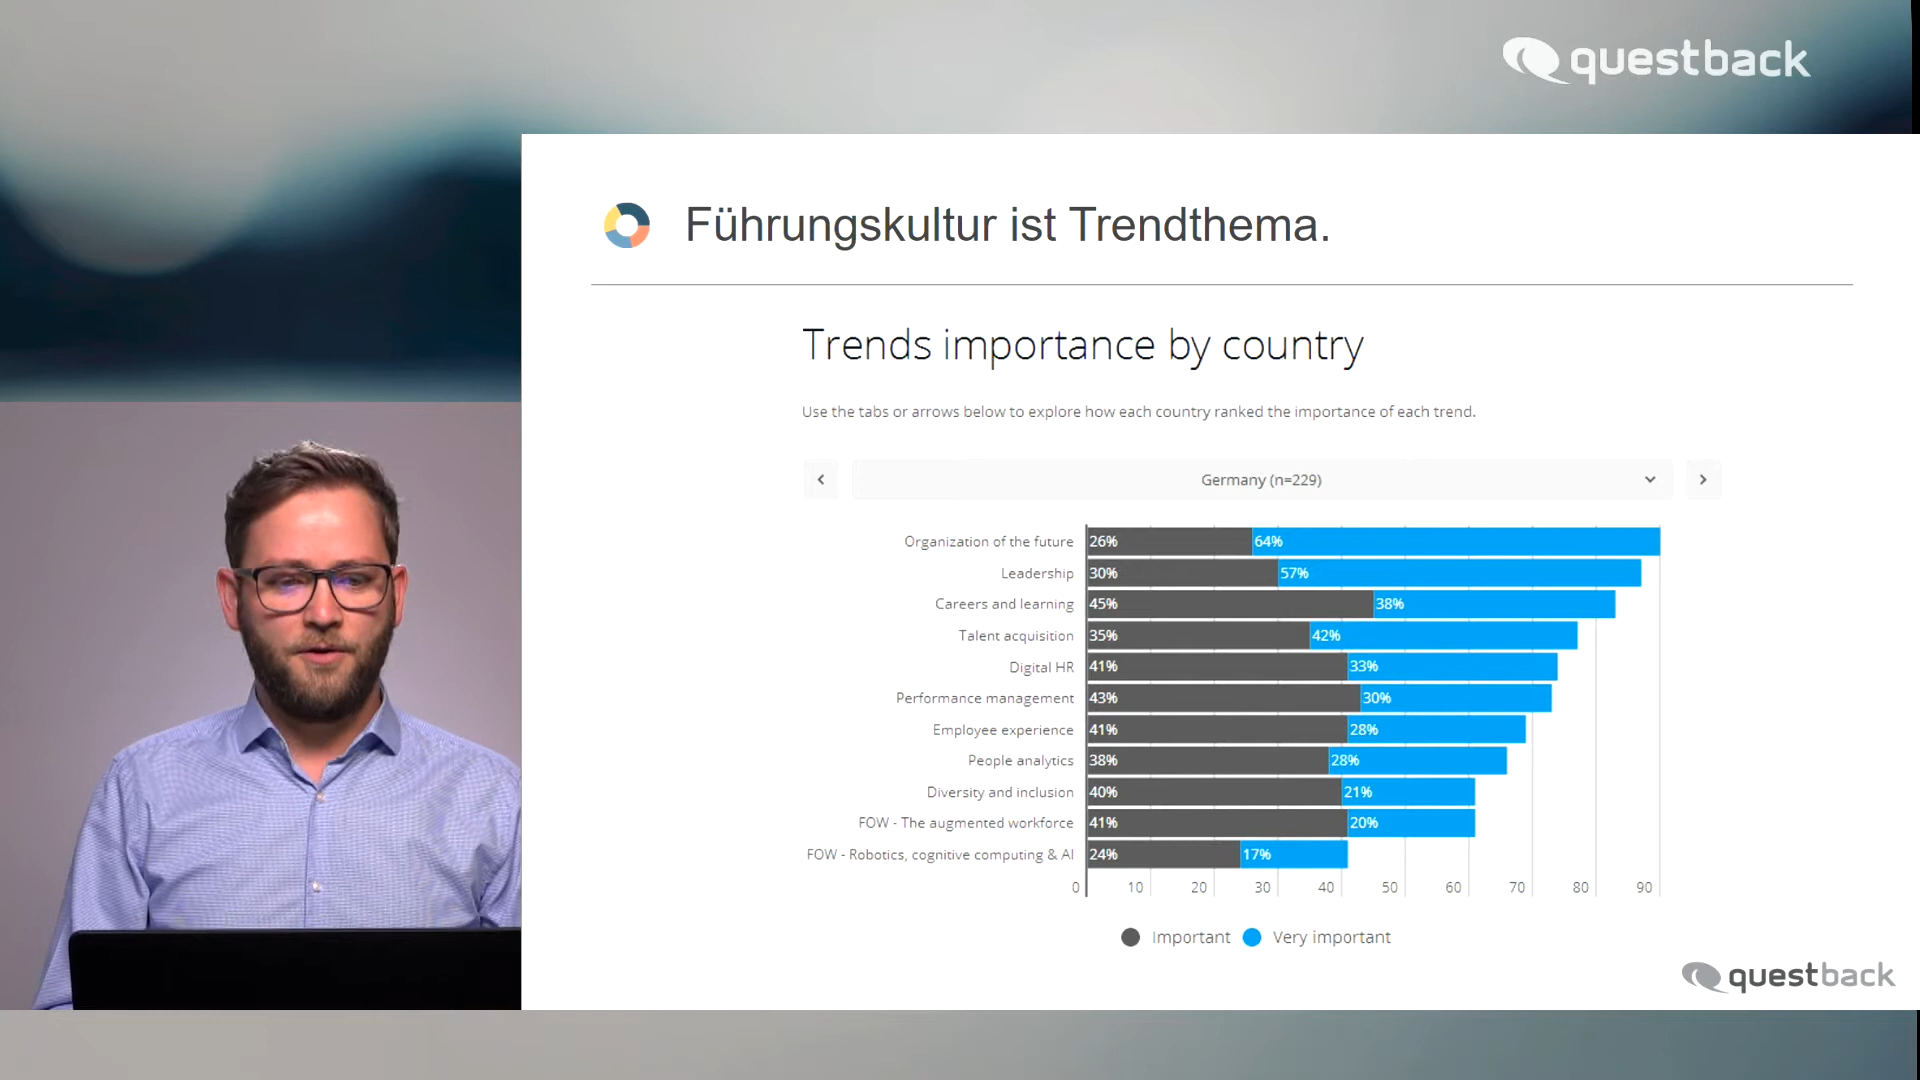 questback
Führungskultur ist Trendthema.
Trends importance by country
Use the tabs or arrows below to explore how each country ranked the importance of each trend.
Germany (n=229)
Organization of the future 26% 64%
Leadership 30% 57%
Careers and learning 45% 38%
Talent acquisition 35% 42%
Digital HR 41% 33%
Performance management 43% 30%
Employee experience 41% 28%
People analytics 38% 28%
Diversity and inclusion 40% 21%
FOW - The augmented workforce 41% 20%
FOW - Robotics, cognitive computing & AI 24% 17%
0 10 20 30 40 50 60 70 80 90
Important Very important
questback